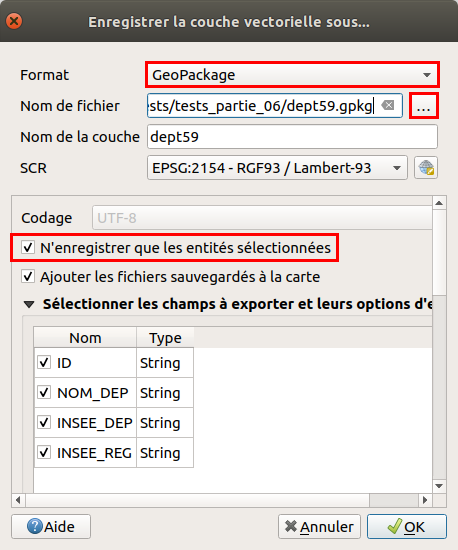 Enregistrer la couche vectorielle sous...
Format GeoPackage
Nom de fichier sts/tests_partie_06/dept59.gpkg ...
Nom de la couche dept59
SCR EPSG:2154 - RGF93 / Lambert-93
Codage UTF-8
N'enregistrer que les entités sélectionnées
Ajouter les fichiers sauvegardés à la carte
Sélectionner les champs à exporter et leurs options d'e
Nom Type
ID String
NOM_DEP String
INSEE_DEP String
INSEE_REG String
Aide Annuler OK